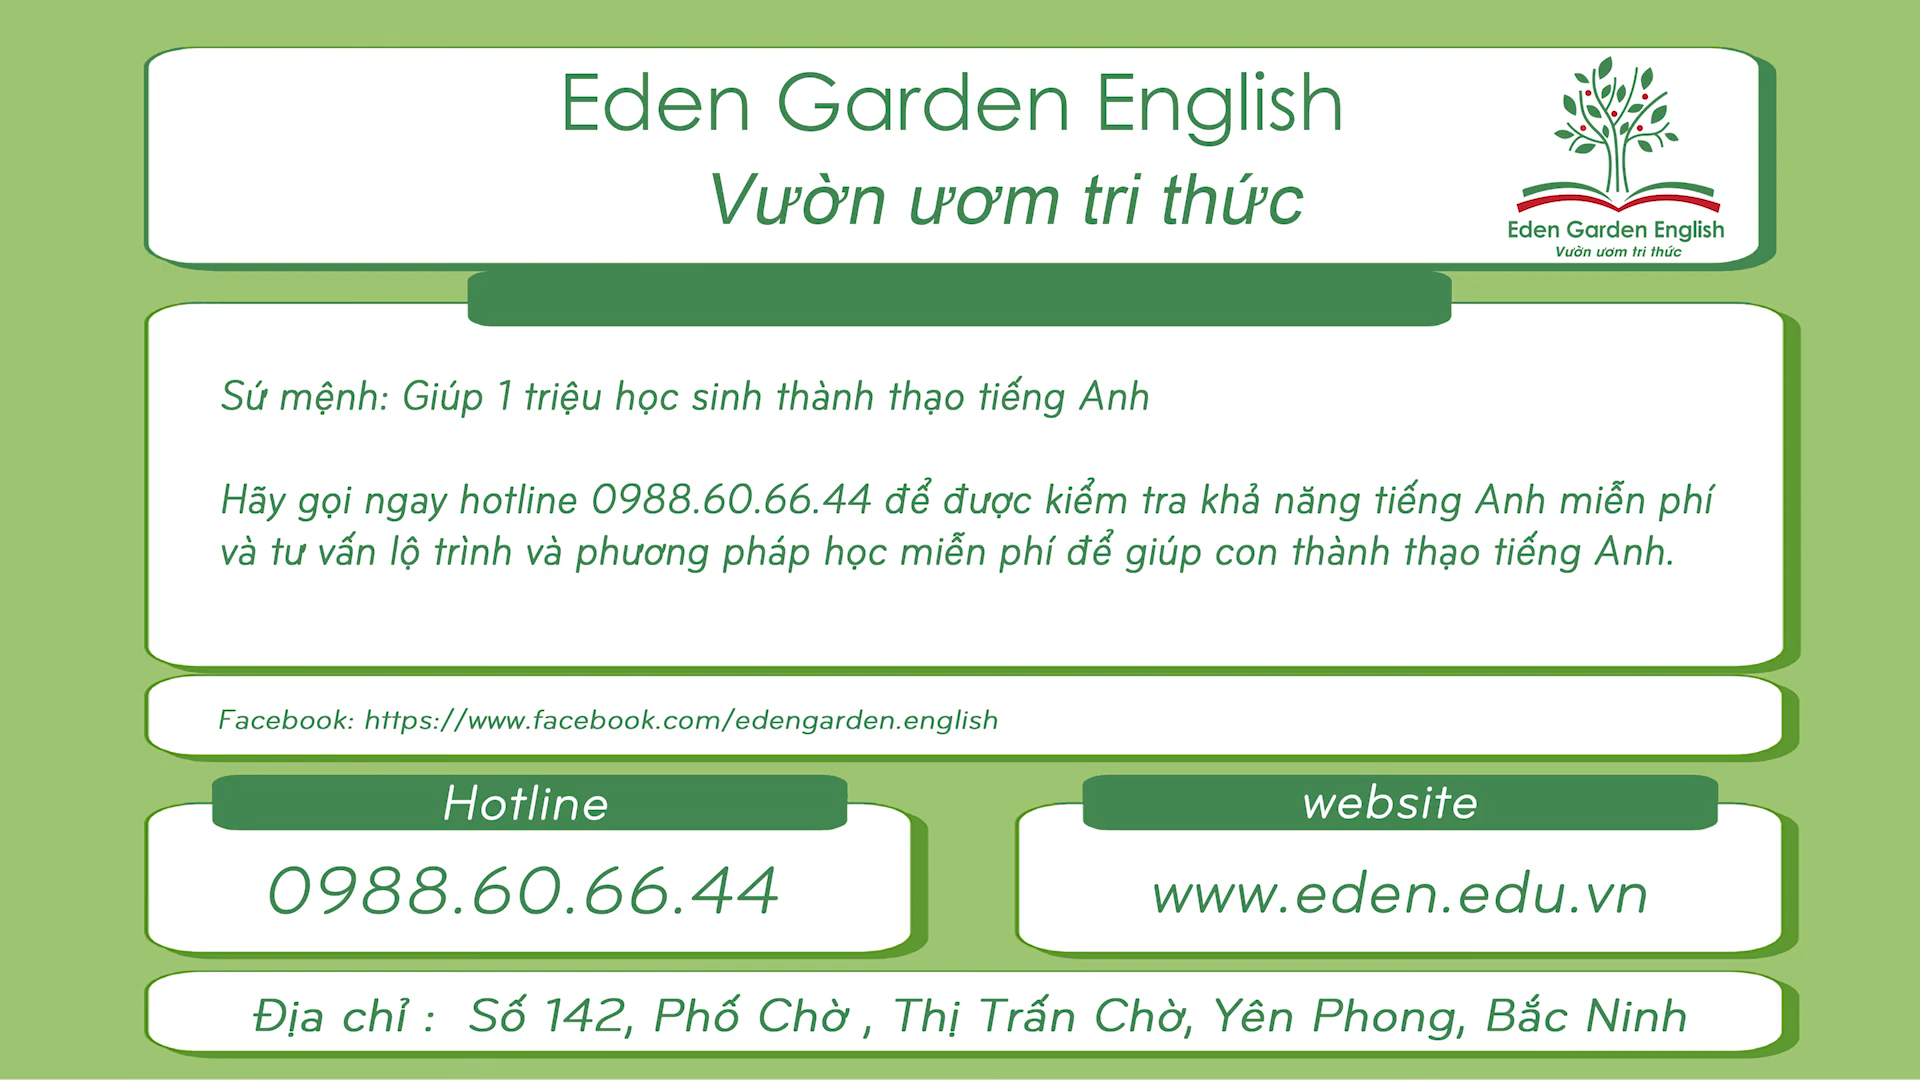 Eden Garden English
Vườn ươm tri thức
Eden Garden English
Vườn ươm tri thức
Sứ mệnh: Giúp 1 triệu học sinh thành thạo tiếng Anh
Hãy gọi ngay hotline 0988.60.66.44 để được kiểm tra khả năng tiếng Anh miễn phí
và tư vấn lộ trình và phương pháp học miễn phí để giúp con thành thạo tiếng Anh.
Facebook: https://www.facebook.com/edengarden.english
Hotline
0988.60.66.44
website
www.eden.edu.vn
Địa chỉ : Số 142, Phố Chờ , Thị Trấn Chờ, Yên Phong, Bắc Ninh